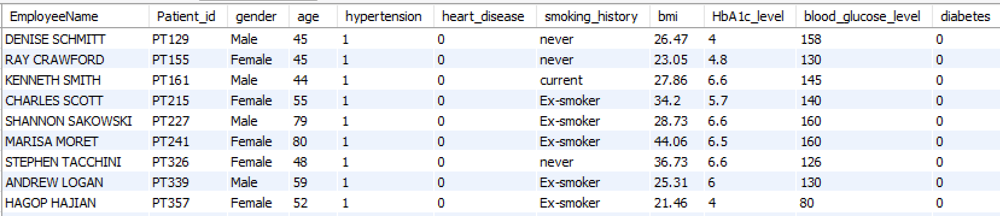 EmployeeName Patient_id gender age hypertension heart_disease smoking_history bmi HbA1c_level blood_glucose_level diabetes
DENISE SCHMITT PT129 Male 45 1 0 never 26.47 4 158 0
RAY CRAWFORD PT155 Female 45 1 0 never 23.05 4.8 130 0
KENNETH SMITH PT161 Male 44 1 0 current 27.86 6.6 145 0
CHARLES SCOTT PT215 Female 55 1 0 Ex-smoker 34.2 5.7 140 0
SHANNON SAKOWSKI PT227 Male 79 1 0 Ex-smoker 28.73 6.6 160 0
MARISA MORET PT241 Female 80 1 0 Ex-smoker 44.06 6.5 160 0
STEPHEN TACCHINI PT326 Female 48 1 0 never 36.73 6.6 126 0
ANDREW LOGAN PT339 Male 59 1 0 Ex-smoker 25.31 6 130 0
HAGOP HAJIAN PT357 Female 52 1 0 Ex-smoker 21.46 4 80 0